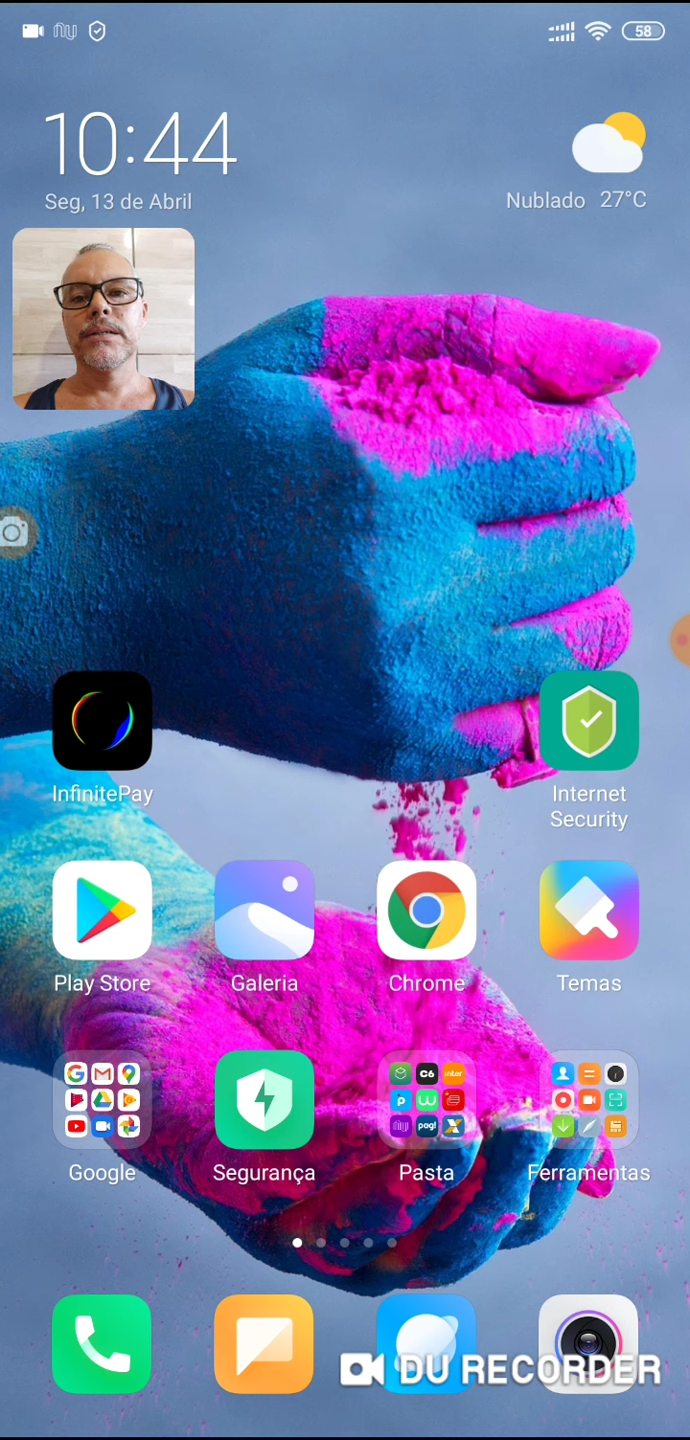 58
10:44
Seg, 13 de Abril
Nublado 27°C
InfinitePay
Internet
Security
Play Store
Galeria
Chrome
Temas
C6
inter
pag!
Google
Segurança
Pasta
Ferramentas
DU RECORDER